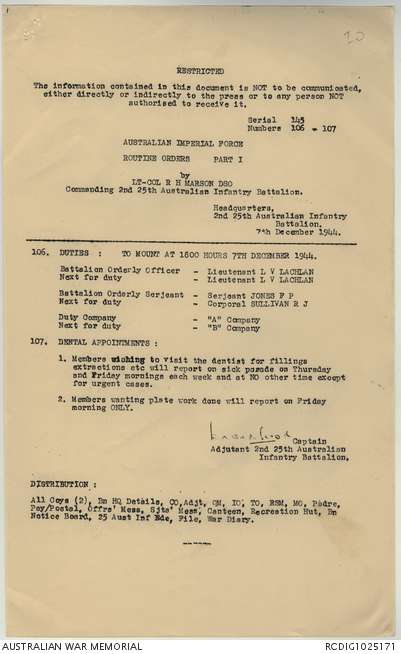 RESTRICTED
The information contained in this document is NOT to be communicated,
either directly or indirectly to the press or to any person NOT
authorised to receive it.
Serial 145
Numbers 106 - 107
AUSTRALIAN IMPERIAL FORCE
ROUTINE ORDERS PART I
by
LT-COL R H MARSON DSO
Commanding 2nd 25th Australian Infantry Battalion.
Headquarters,
2nd 25th Australian Infantry
Battalion.
7th December 1944.
106. DUTIES : TO MOUNT AT 1800 HOURS 7TH DECEMBER 1944.
Battalion Orderly Officer - Lieutenant L V LACHLAN
Next for duty - Lieutenant L V LACHLAN
Battalion Orderly Serjeant - Serjeant JONES F P
Next for duty - Corporal SULLIVAN R J
Duty Company - "A" Company
Next for duty - "B" Company
107. DENTAL APPOINTMENTS :
1. Members wishing to visit the dentist for fillings
extractions etc will report on sick parade on Thursday
and Friday mornings each week and at NO other time except
for urgent cases.
2. Members wanting plate work done will report on Friday
morning ONLY.
Captain
Adjutant 2nd 25th Australian
Infantry Battalion.
DISTRIBUTION :
All Coys (2), Bn HQ Details, CO, Adjt, QM, IO, TO, RSM, MO, Padre,
Pay/Postal, Offrs' Mess, Sjts' Mess, Canteen, Recreation Hut, Bn
Notice Board, 25 Aust Inf Bde, File, War Diary.
AUSTRALIAN WAR MEMORIAL
RCDIG1025171